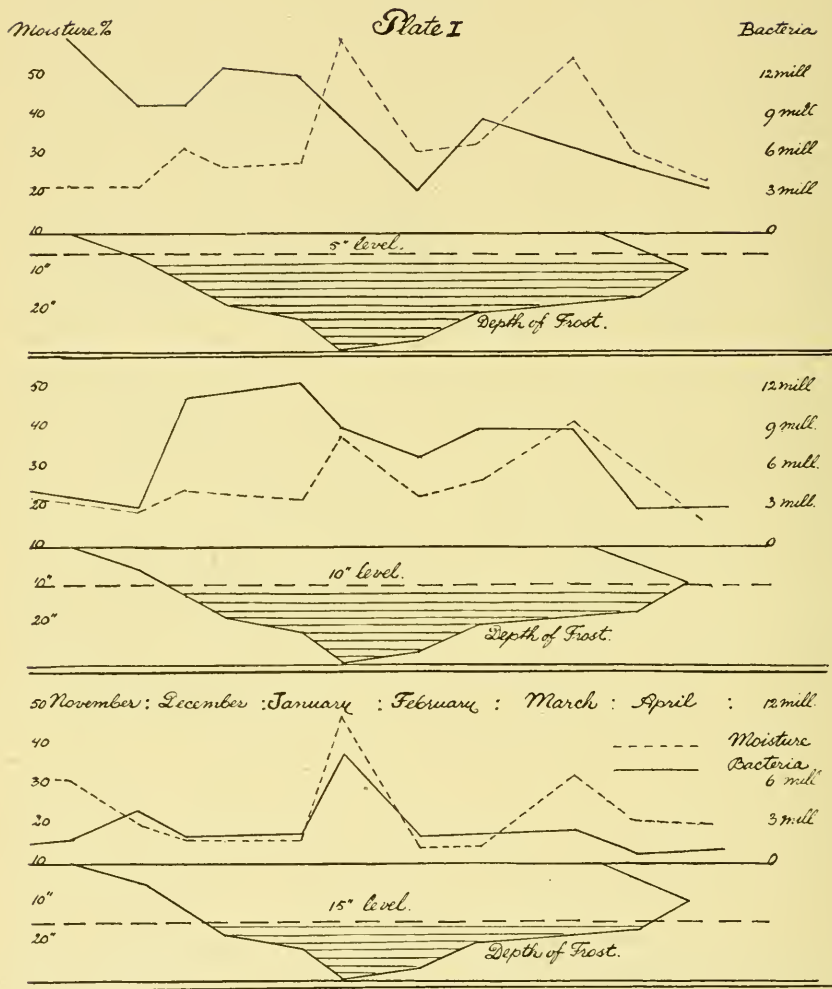 Plate I
Moisture % Bacteria
50 12 mill
40 9 mill
30 6 mill
20 3 mill
10 0
5" level.
10"
20"
Depth of Frost.
50 12 mill
40 9 mill.
30 6 mill.
20 3 mill.
10 0
10" level.
10"
20"
Depth of Frost.
50 November : December : January : February : March : April : 12 mill.
40 Moisture
Bacteria
30 6 mill
20 3 mill
10 0
10"
15" level.
20"
Depth of Frost.